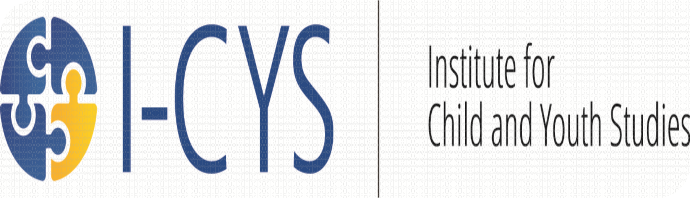 I-CYS
Institute for
Child and Youth Studies